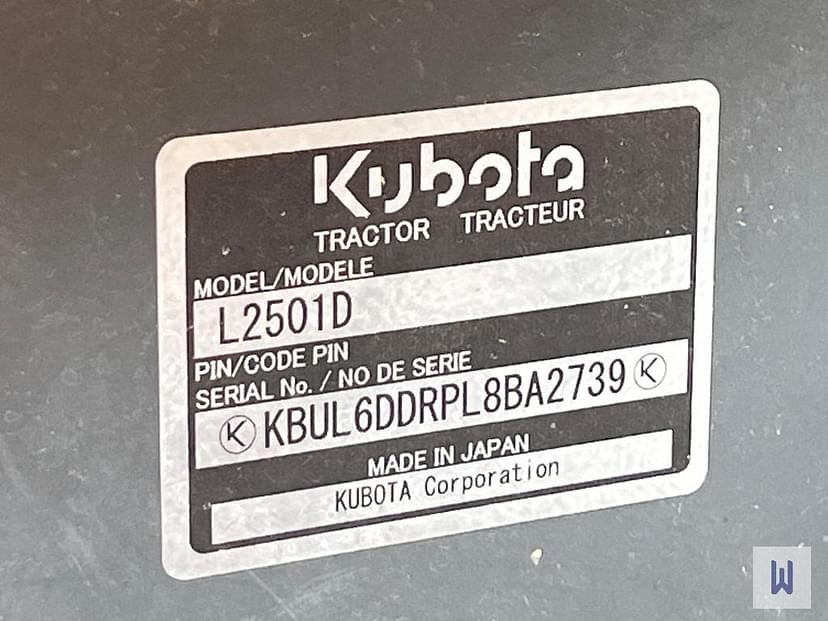 Kubota
TRACTOR TRACTEUR
MODEL/MODELE
L2501D
PIN/CODE PIN
SERIAL No. / NO DE SERIE
K KBUL6DDRPL8BA2739 K
MADE IN JAPAN
KUBOTA Corporation
W